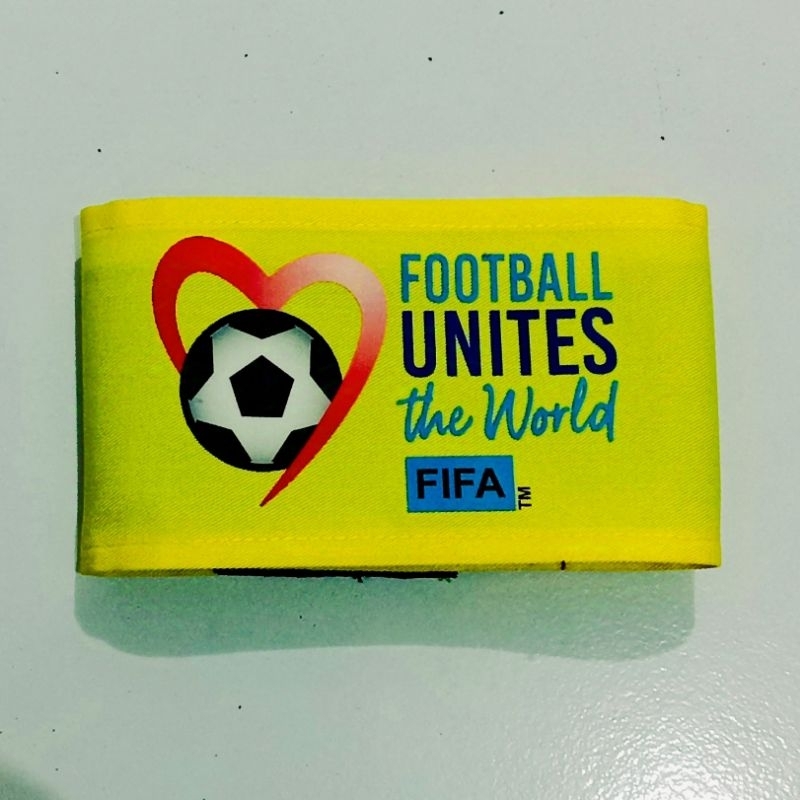 FOOTBALL
UNITES
the World
FIFA TM